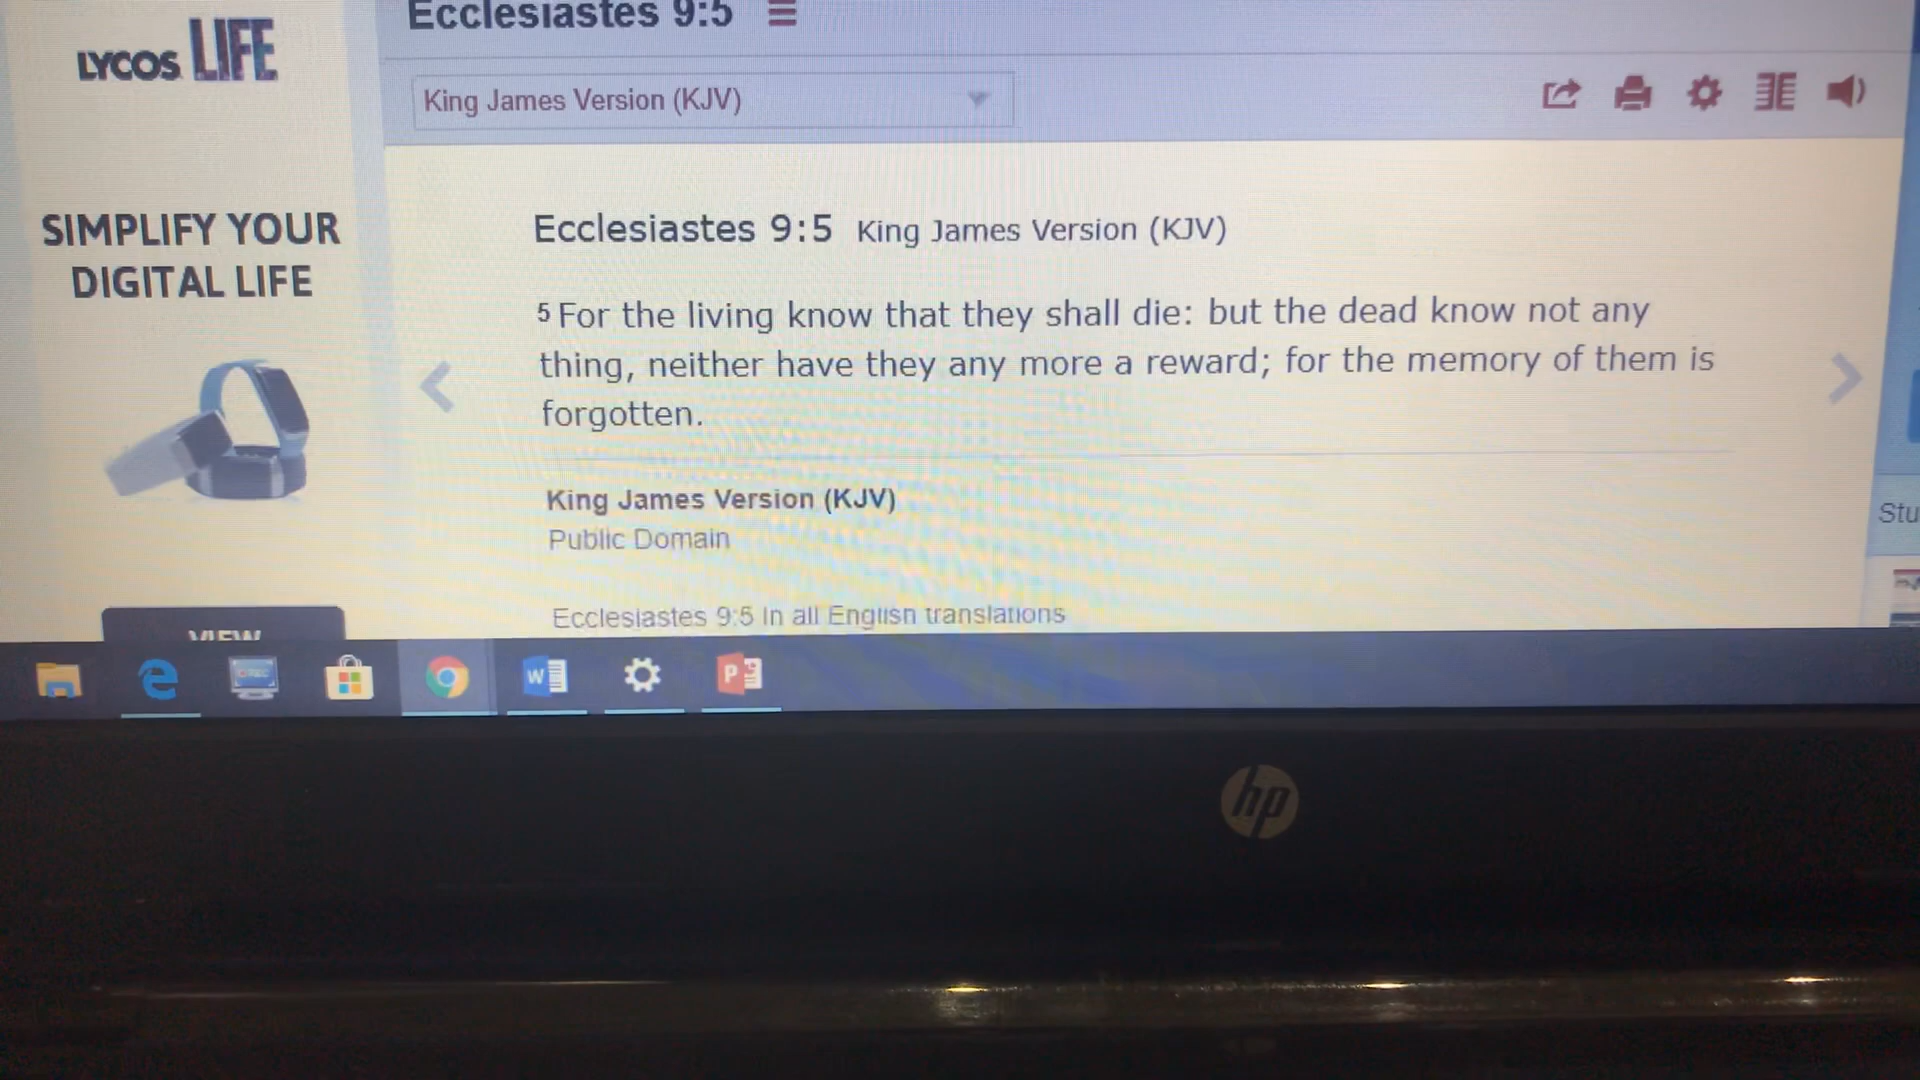 Ecclesiastes 9:5
LYCOS LIFE
King James Version (KJV)
SIMPLIFY YOUR
DIGITAL LIFE
Ecclesiastes 9:5 King James Version (KJV)
5 For the living know that they shall die: but the dead know not any
thing, neither have they any more a reward; for the memory of them is
forgotten.
King James Version (KJV)
Public Domain
Stu
Ecclesiastes 9:5 in all English translations
VIEW
W
P
hp